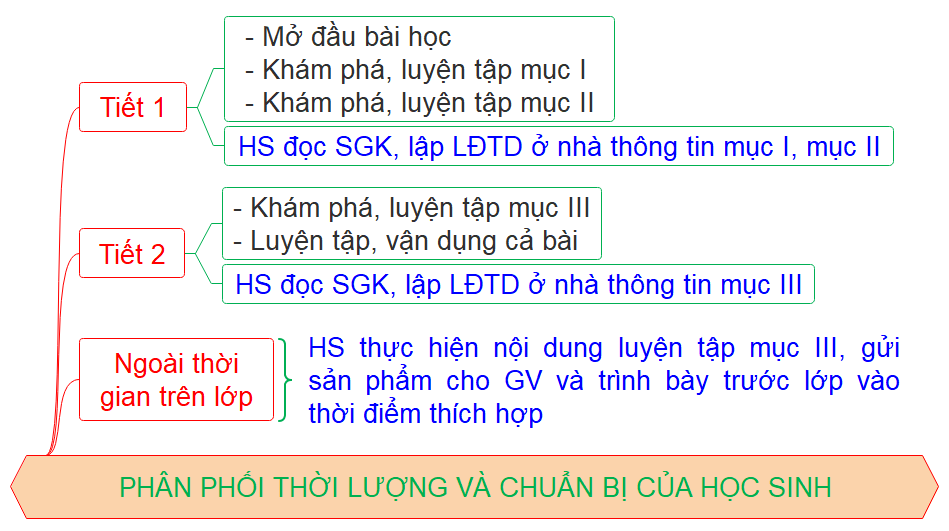 Tiết 1
- Mở đầu bài học
- Khám phá, luyện tập mục I
- Khám phá, luyện tập mục II
HS đọc SGK, lập LĐTD ở nhà thông tin mục I, mục II
Tiết 2
- Khám phá, luyện tập mục III
- Luyện tập, vận dụng cả bài
HS đọc SGK, lập LĐTD ở nhà thông tin mục III
Ngoài thời
gian trên lớp
HS thực hiện nội dung luyện tập mục III, gửi
sản phẩm cho GV và trình bày trước lớp vào
thời điểm thích hợp
PHÂN PHỐI THỜI LƯỢNG VÀ CHUẨN BỊ CỦA HỌC SINH